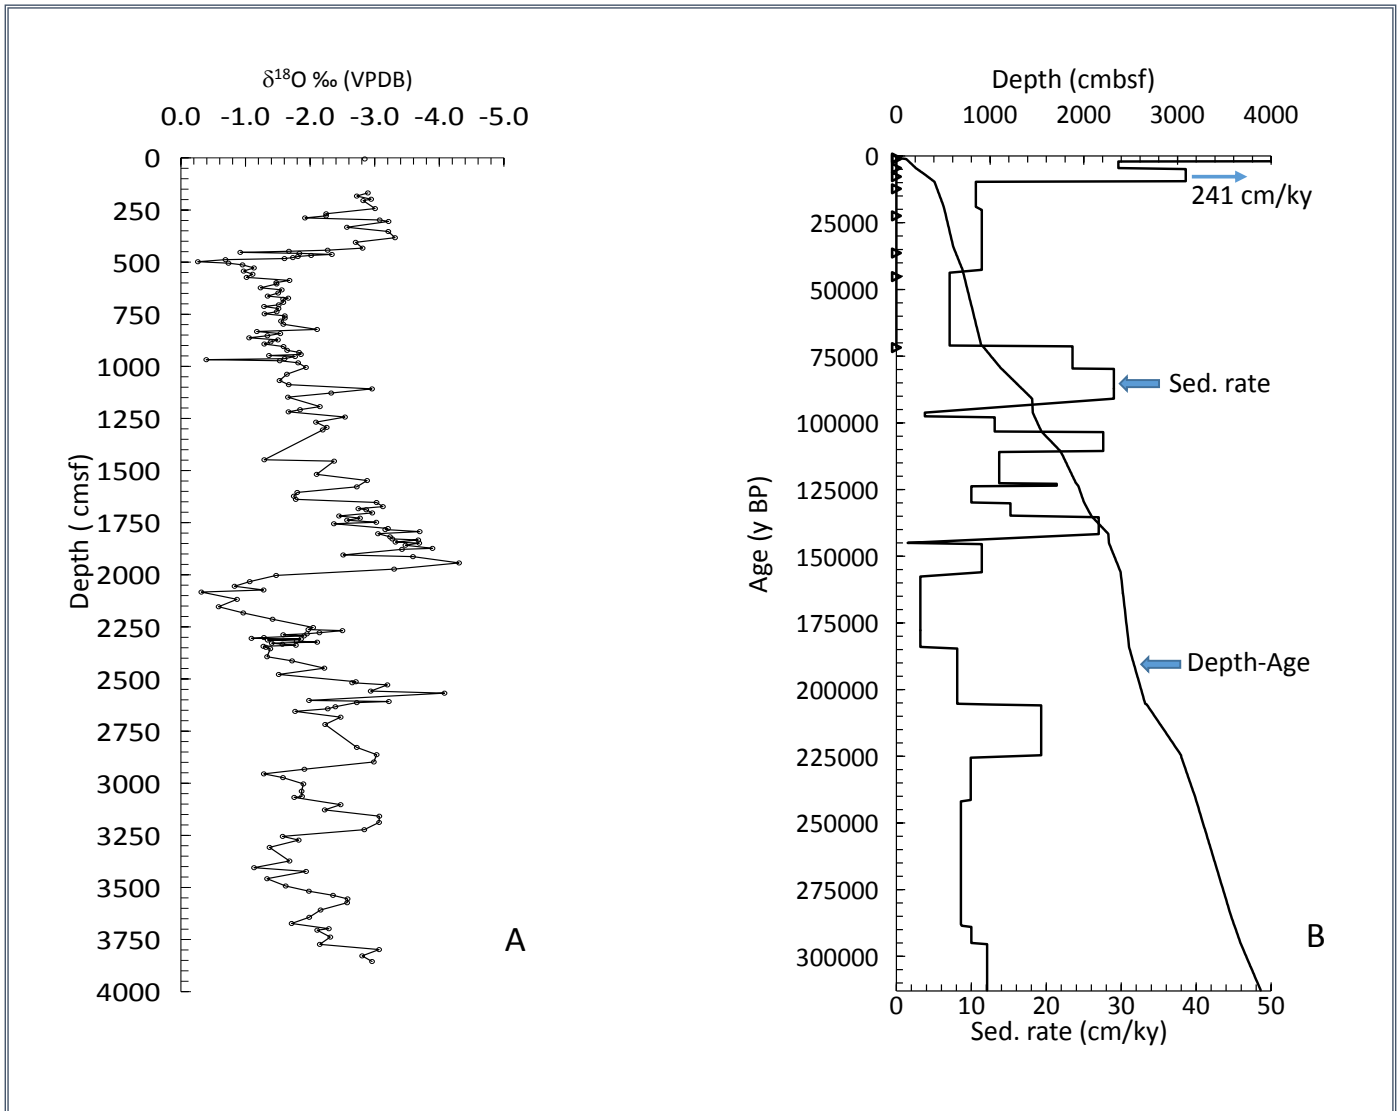 δ18O ‰ (VPDB)
0.0 -1.0 -2.0 -3.0 -4.0 -5.0
0
250
500
750
1000
1250
1500
1750
2000
2250
2500
2750
3000
3250
3500
3750
4000
Depth ( cmsf)
A
Depth (cmbsf)
0 1000 2000 3000 4000
0
25000
50000
75000
100000
125000
150000
175000
200000
225000
250000
275000
300000
Age (y BP)
241 cm/ky
Sed. rate
Depth-Age
B
0 10 20 30 40 50
Sed. rate (cm/ky)